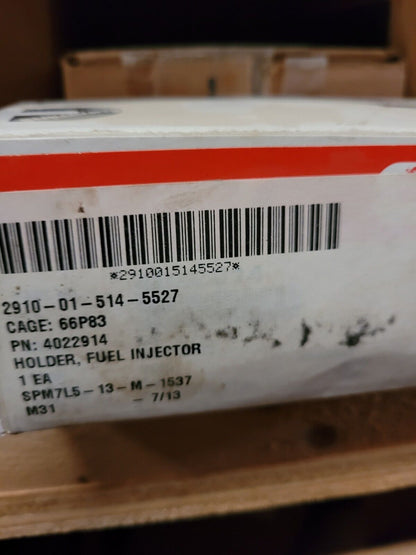 *2910015145527*
2910-01-514-5527
CAGE: 66P83
PN: 4022914
HOLDER, FUEL INJECTOR
1 EA
SPM7L5-13-M-1537
M31 - 7/13